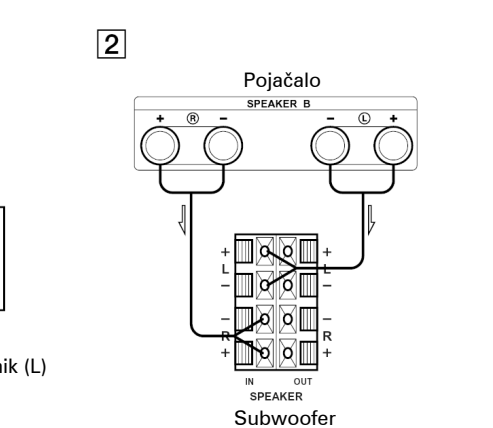 2
Pojačalo
SPEAKER B
+ R - - L +
+ +
L L
- -
- -
R R
+ +
IN OUT
SPEAKER
Subwoofer
nik (L)